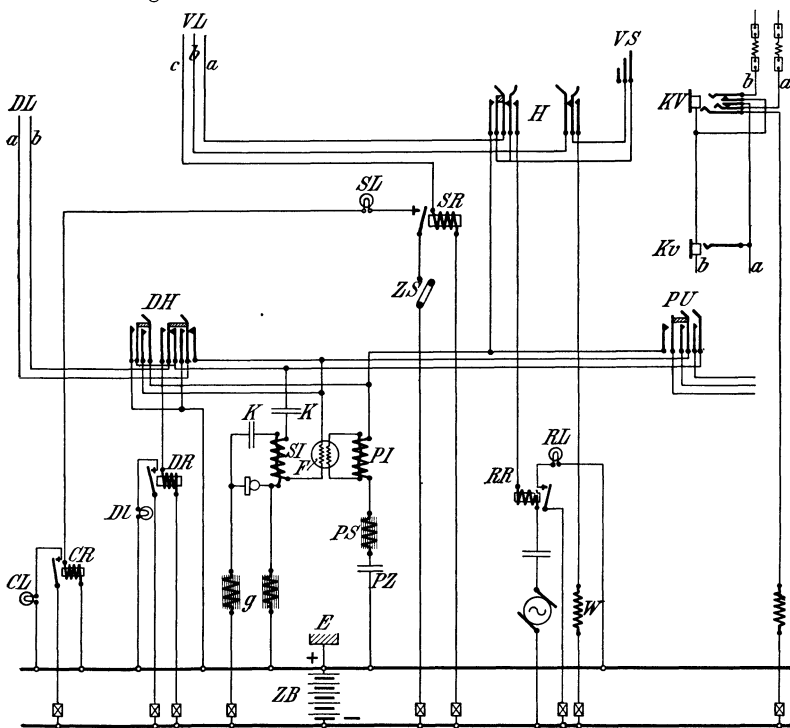 VL
c b a
VS
b a
KV
DL
a b
H
SL
SR
Kv
b a
ZS
DH
PU
K K
SI F PI
RL
DR
RR
Dl
PS
CR
PZ
CL
g
W
E
+
ZB
−